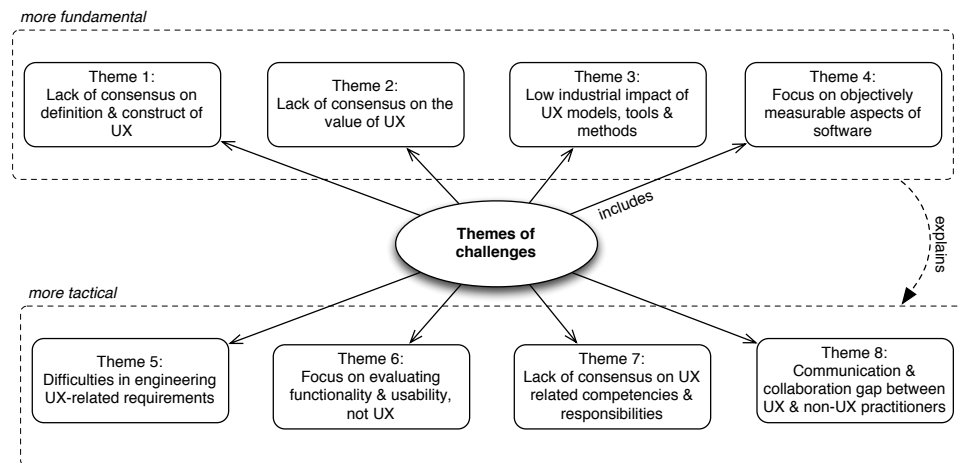 more fundamental
Theme 1:
Lack of consensus on
definition & construct of
UX
Theme 2:
Lack of consensus on the
value of UX
Theme 3:
Low industrial impact of
UX models, tools &
methods
Theme 4:
Focus on objectively
measurable aspects of
software
includes
Themes of
challenges
explains
more tactical
Theme 5:
Difficulties in engineering
UX-related requirements
Theme 6:
Focus on evaluating
functionality & usability,
not UX
Theme 7:
Lack of consensus on UX
related competencies &
responsibilities
Theme 8:
Communication &
collaboration gap between
UX & non-UX practitioners